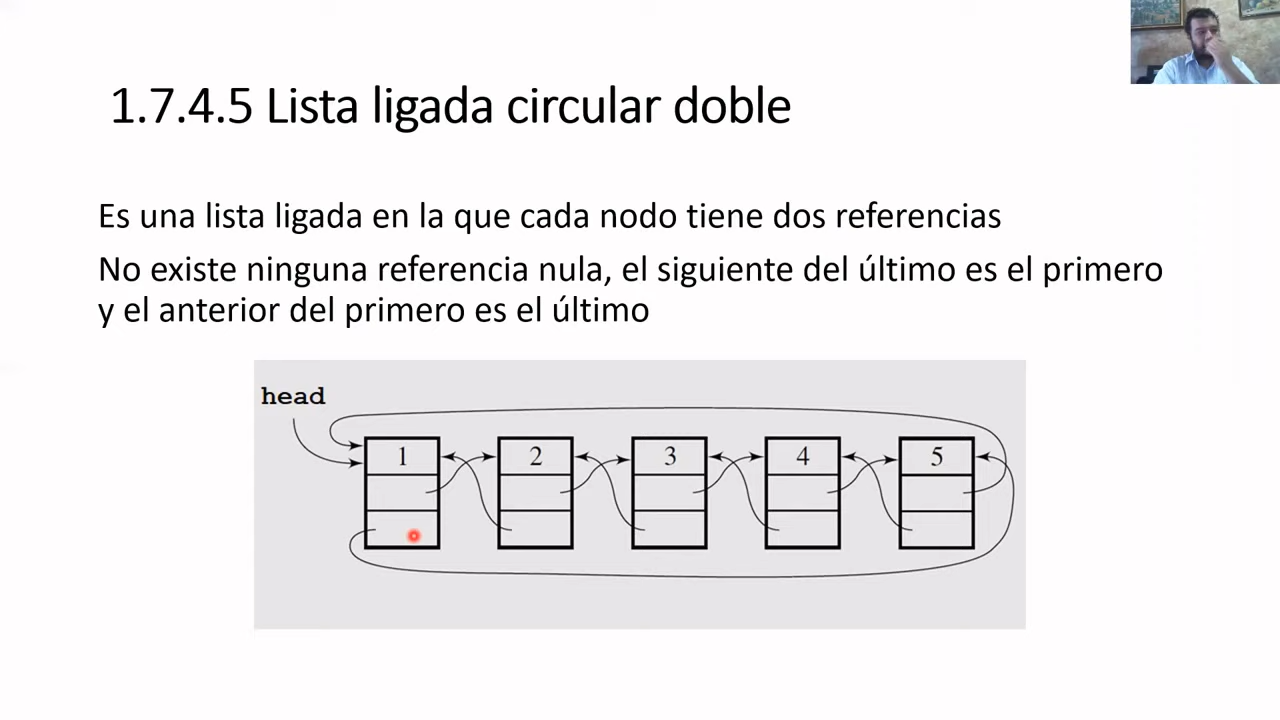 1.7.4.5 Lista ligada circular doble
Es una lista ligada en la que cada nodo tiene dos referencias
No existe ninguna referencia nula, el siguiente del último es el primero
y el anterior del primero es el último
head
1 2 3 4 5